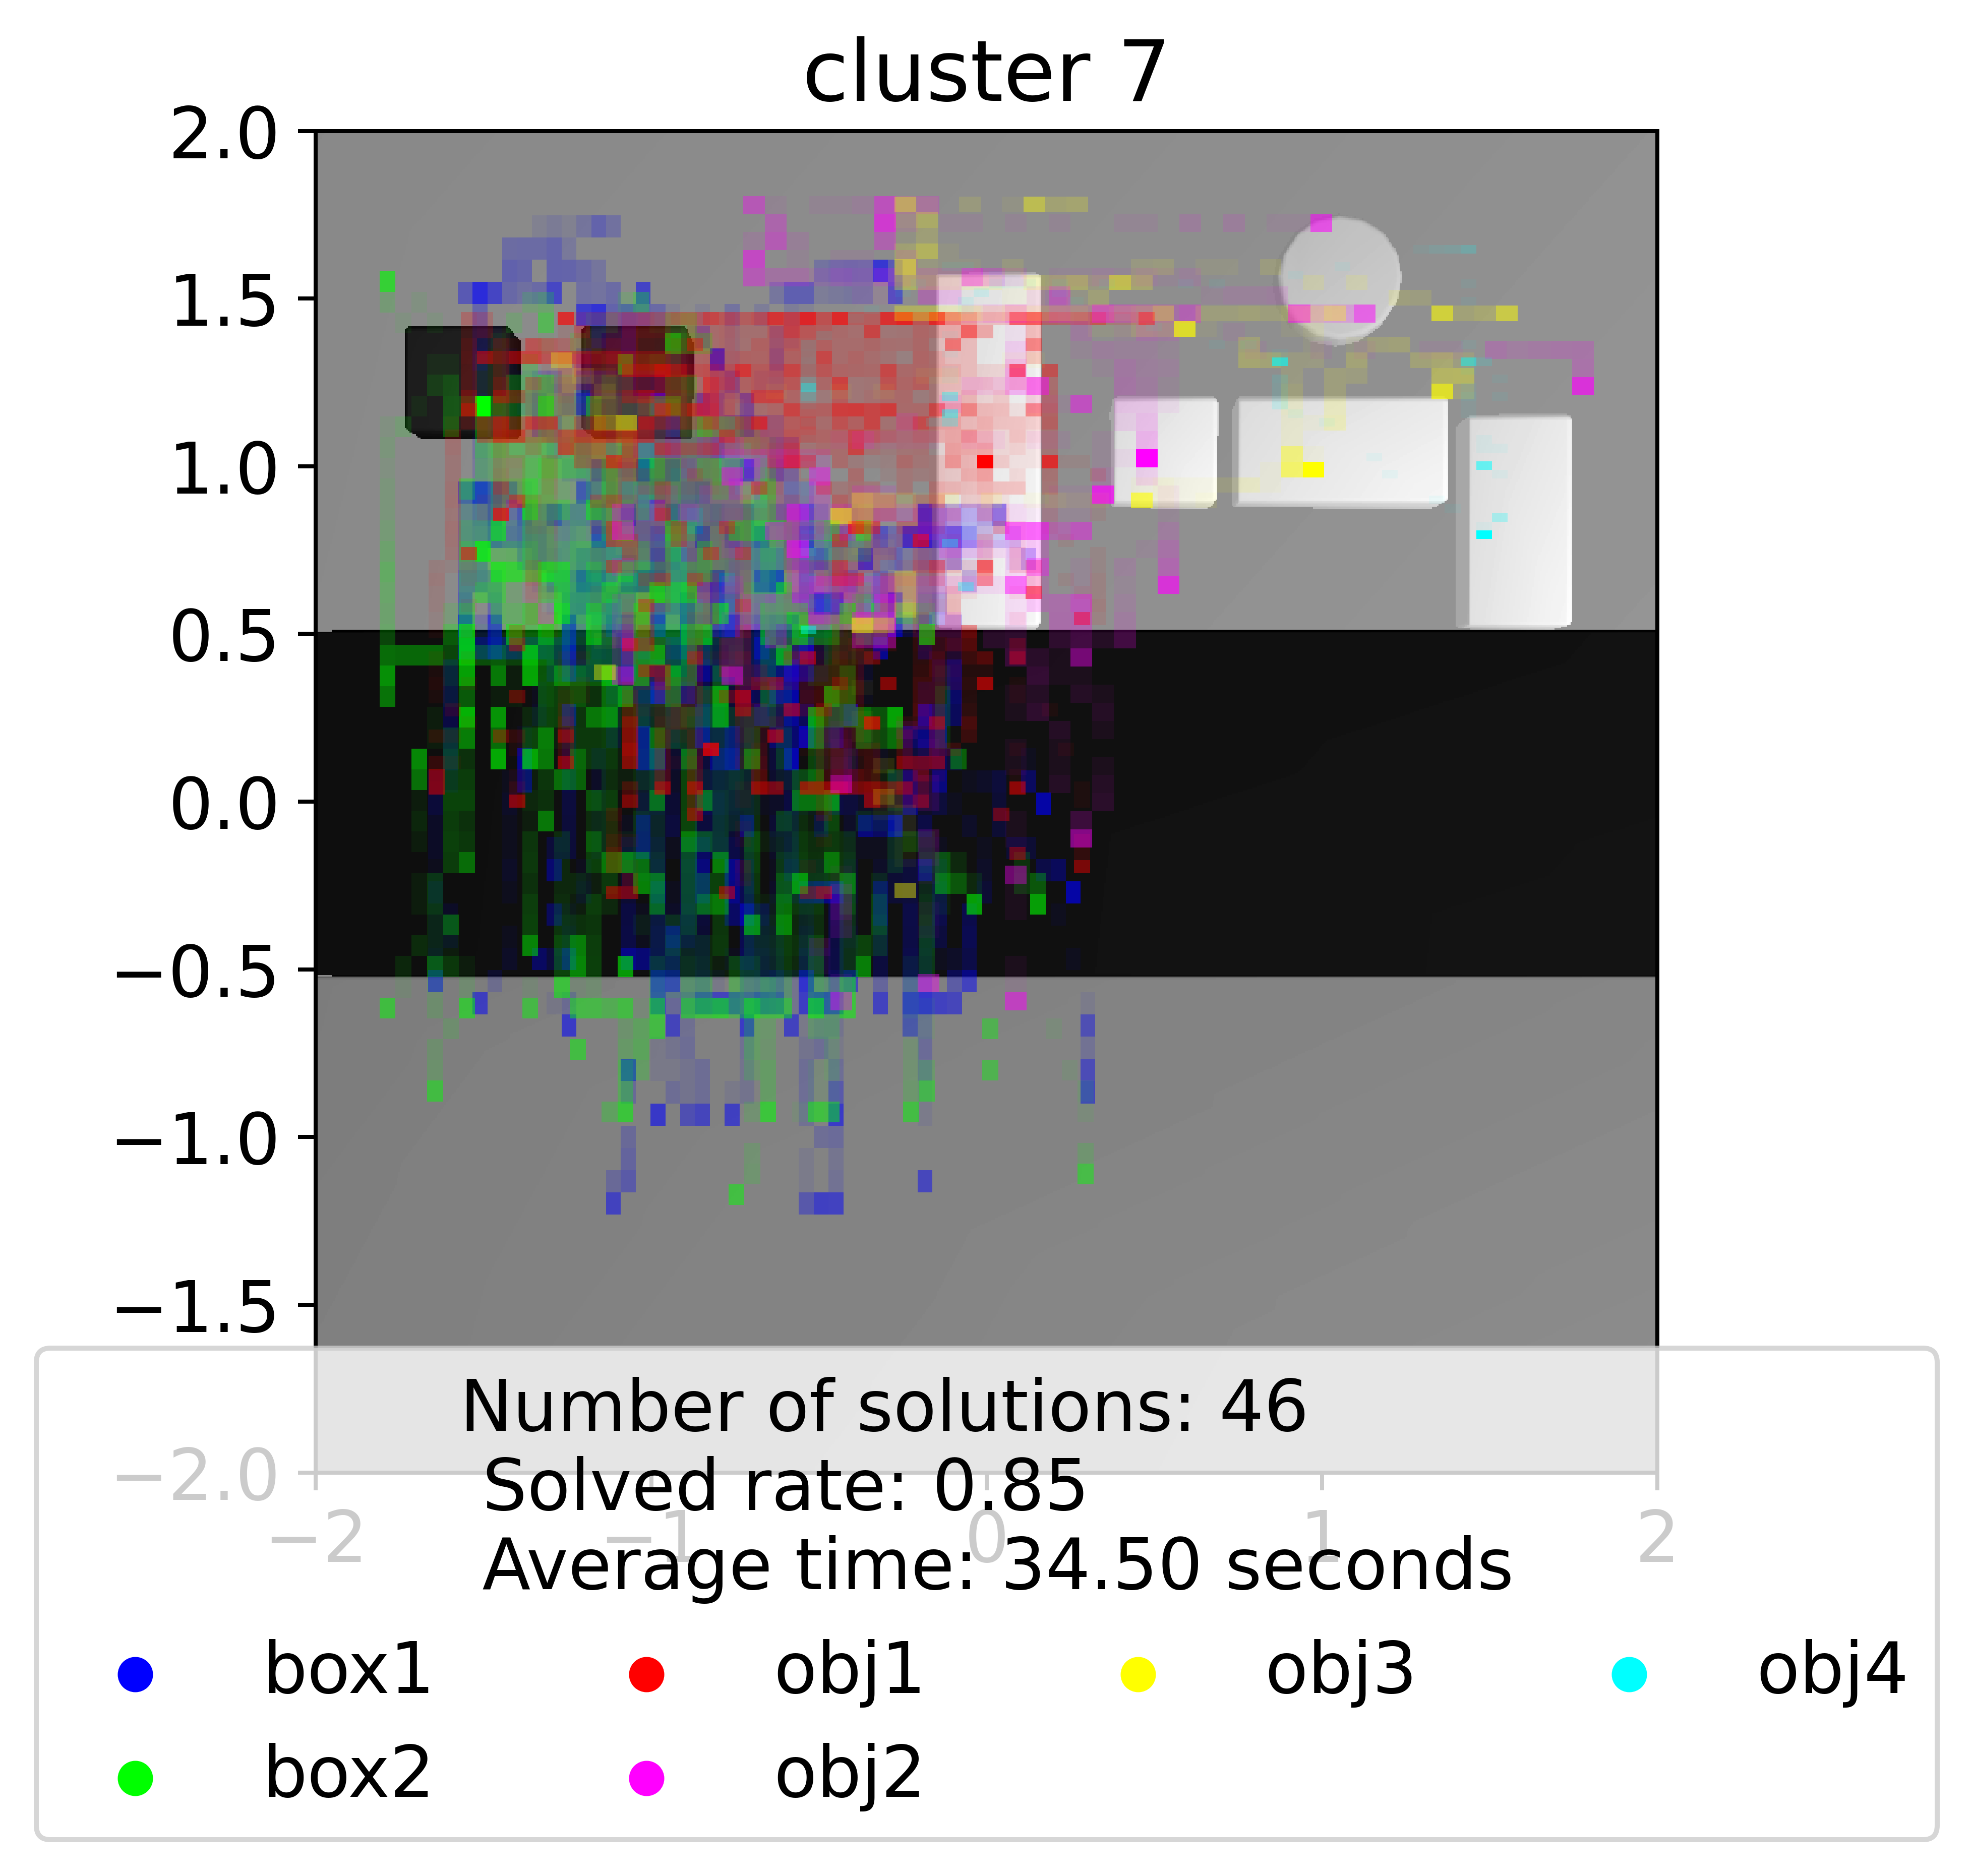 cluster 7
2.0
1.5
1.0
0.5
0.0
−0.5
−1.0
−1.5
−2.0
−2 −1 0 1 2
Number of solutions: 46
Solved rate: 0.85
Average time: 34.50 seconds
box1 obj1 obj3 obj4
box2 obj2